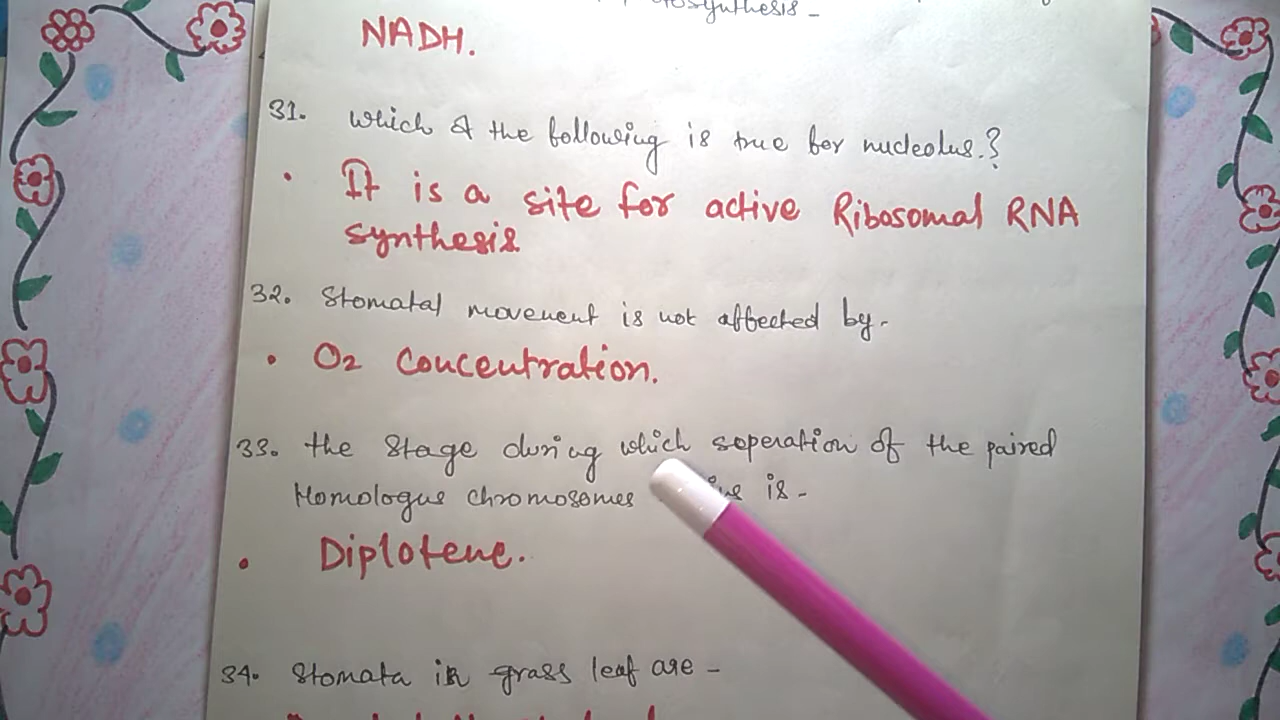 NADH.
31. Which of the following is true for nucleolus.?
• It is a site for active Ribosomal RNA
synthesis.
32. Stomatal movement is not affected by-
• O2 Concentration.
33. the Stage during which seperation of the paired
Homologus chromosomes is-
• Diplotene.
34. Stomata in grass leaf are -